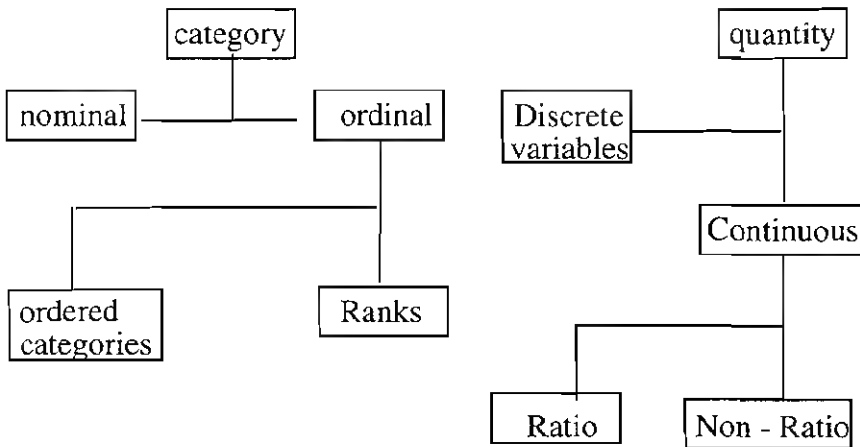 category
nominal
ordinal
ordered
categories
Ranks
quantity
Discrete
variables
Continuous
Ratio
Non - Ratio